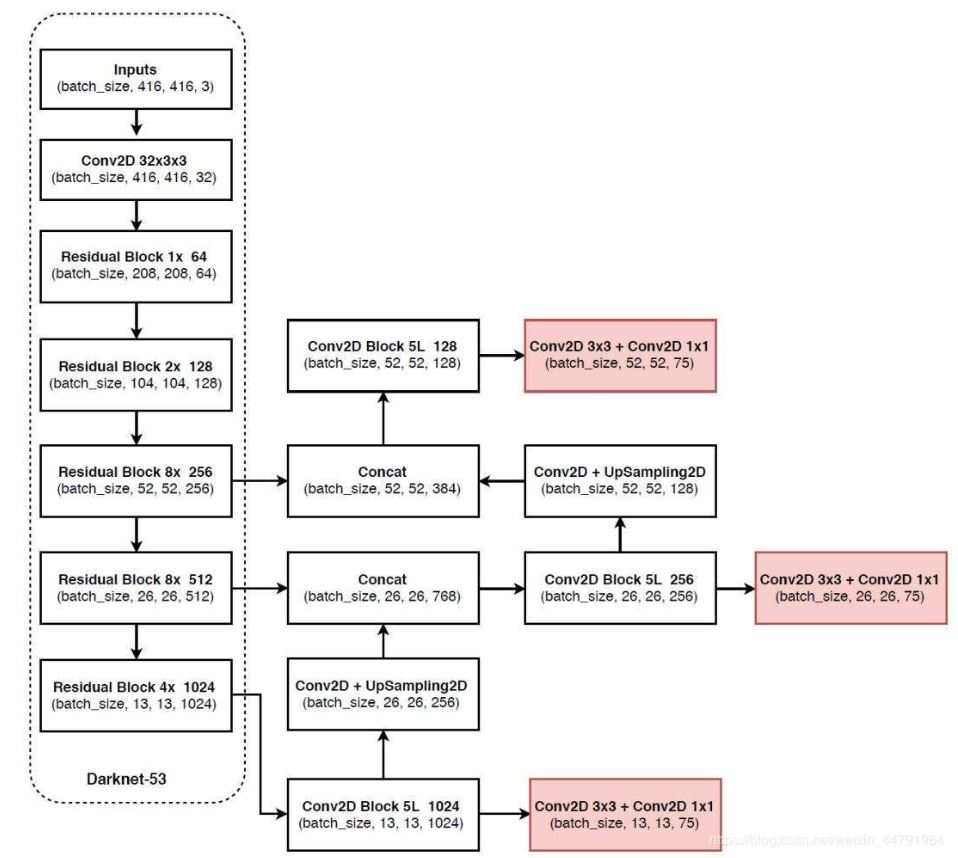 Inputs
(batch_size, 416, 416, 3)
Conv2D 32x3x3
(batch_size, 416, 416, 32)
Residual Block 1x 64
(batch_size, 208, 208, 64)
Residual Block 2x 128
(batch_size, 104, 104, 128)
Residual Block 8x 256
(batch_size, 52, 52, 256)
Residual Block 8x 512
(batch_size, 26, 26, 512)
Residual Block 4x 1024
(batch_size, 13, 13, 1024)
Darknet-53
Conv2D Block 5L 128
(batch_size, 52, 52, 128)
Conv2D 3x3 + Conv2D 1x1
(batch_size, 52, 52, 75)
Concat
(batch_size, 52, 52, 384)
Conv2D + UpSampling2D
(batch_size, 52, 52, 128)
Concat
(batch_size, 26, 26, 768)
Conv2D Block 5L 256
(batch_size, 26, 26, 256)
Conv2D 3x3 + Conv2D 1x1
(batch_size, 26, 26, 75)
Conv2D + UpSampling2D
(batch_size, 26, 26, 256)
Conv2D Block 5L 1024
(batch_size, 13, 13, 1024)
Conv2D 3x3 + Conv2D 1x1
(batch_size, 13, 13, 75)
https://blog.csdn.net/weixin_44791964